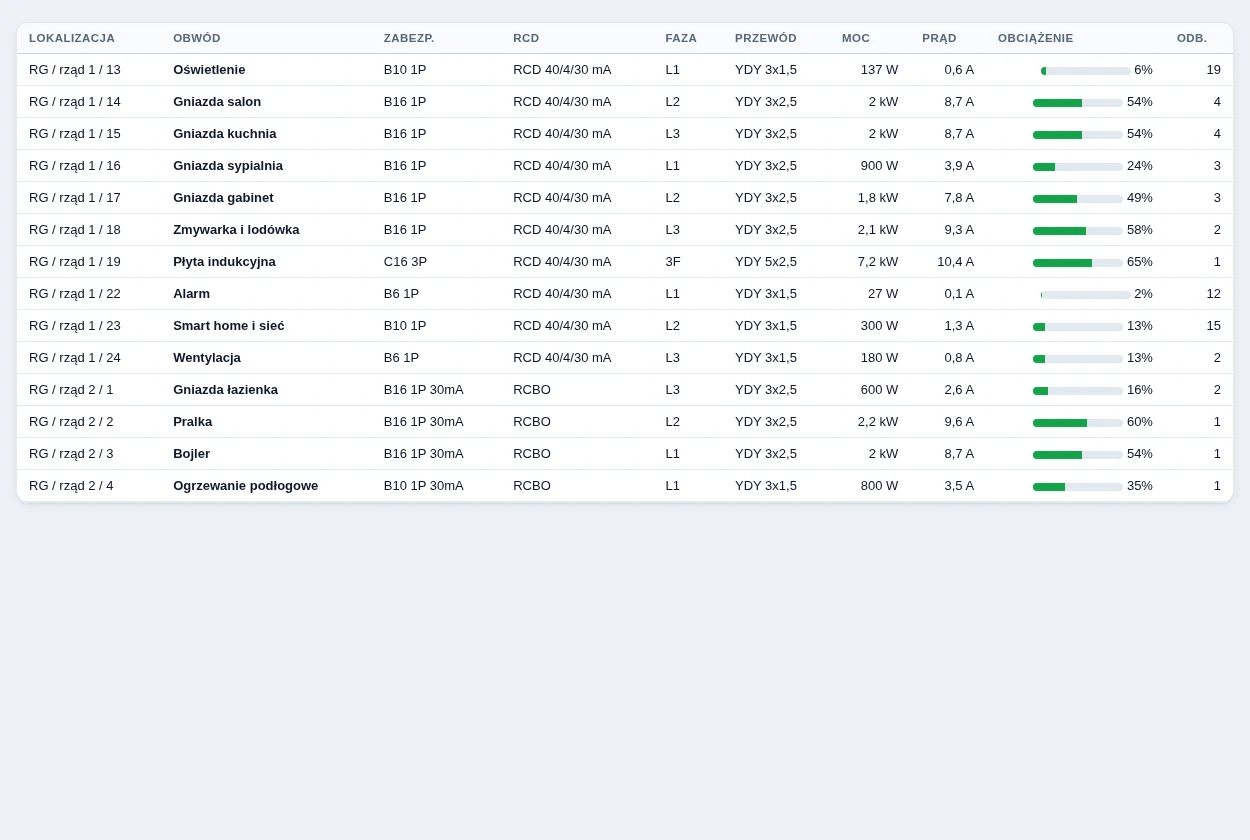 LOKALIZACJA OBWÓD ZABEZP. RCD FAZA PRZEWÓD MOC PRĄD OBCIĄŻENIE ODB.
RG / rząd 1 / 13 Oświetlenie B10 1P RCD 40/4/30 mA L1 YDY 3x1,5 137 W 0,6 A 6% 19
RG / rząd 1 / 14 Gniazda salon B16 1P RCD 40/4/30 mA L2 YDY 3x2,5 2 kW 8,7 A 54% 4
RG / rząd 1 / 15 Gniazda kuchnia B16 1P RCD 40/4/30 mA L3 YDY 3x2,5 2 kW 8,7 A 54% 4
RG / rząd 1 / 16 Gniazda sypialnia B16 1P RCD 40/4/30 mA L1 YDY 3x2,5 900 W 3,9 A 24% 3
RG / rząd 1 / 17 Gniazda gabinet B16 1P RCD 40/4/30 mA L2 YDY 3x2,5 1,8 kW 7,8 A 49% 3
RG / rząd 1 / 18 Zmywarka i lodówka B16 1P RCD 40/4/30 mA L3 YDY 3x2,5 2,1 kW 9,3 A 58% 2
RG / rząd 1 / 19 Płyta indukcyjna C16 3P RCD 40/4/30 mA 3F YDY 5x2,5 7,2 kW 10,4 A 65% 1
RG / rząd 1 / 22 Alarm B6 1P RCD 40/4/30 mA L1 YDY 3x1,5 27 W 0,1 A 2% 12
RG / rząd 1 / 23 Smart home i sieć B10 1P RCD 40/4/30 mA L2 YDY 3x1,5 300 W 1,3 A 13% 15
RG / rząd 1 / 24 Wentylacja B6 1P RCD 40/4/30 mA L3 YDY 3x1,5 180 W 0,8 A 13% 2
RG / rząd 2 / 1 Gniazda łazienka B16 1P 30mA RCBO L3 YDY 3x2,5 600 W 2,6 A 16% 2
RG / rząd 2 / 2 Pralka B16 1P 30mA RCBO L2 YDY 3x2,5 2,2 kW 9,6 A 60% 1
RG / rząd 2 / 3 Bojler B16 1P 30mA RCBO L1 YDY 3x2,5 2 kW 8,7 A 54% 1
RG / rząd 2 / 4 Ogrzewanie podłogowe B10 1P 30mA RCBO L1 YDY 3x1,5 800 W 3,5 A 35% 1